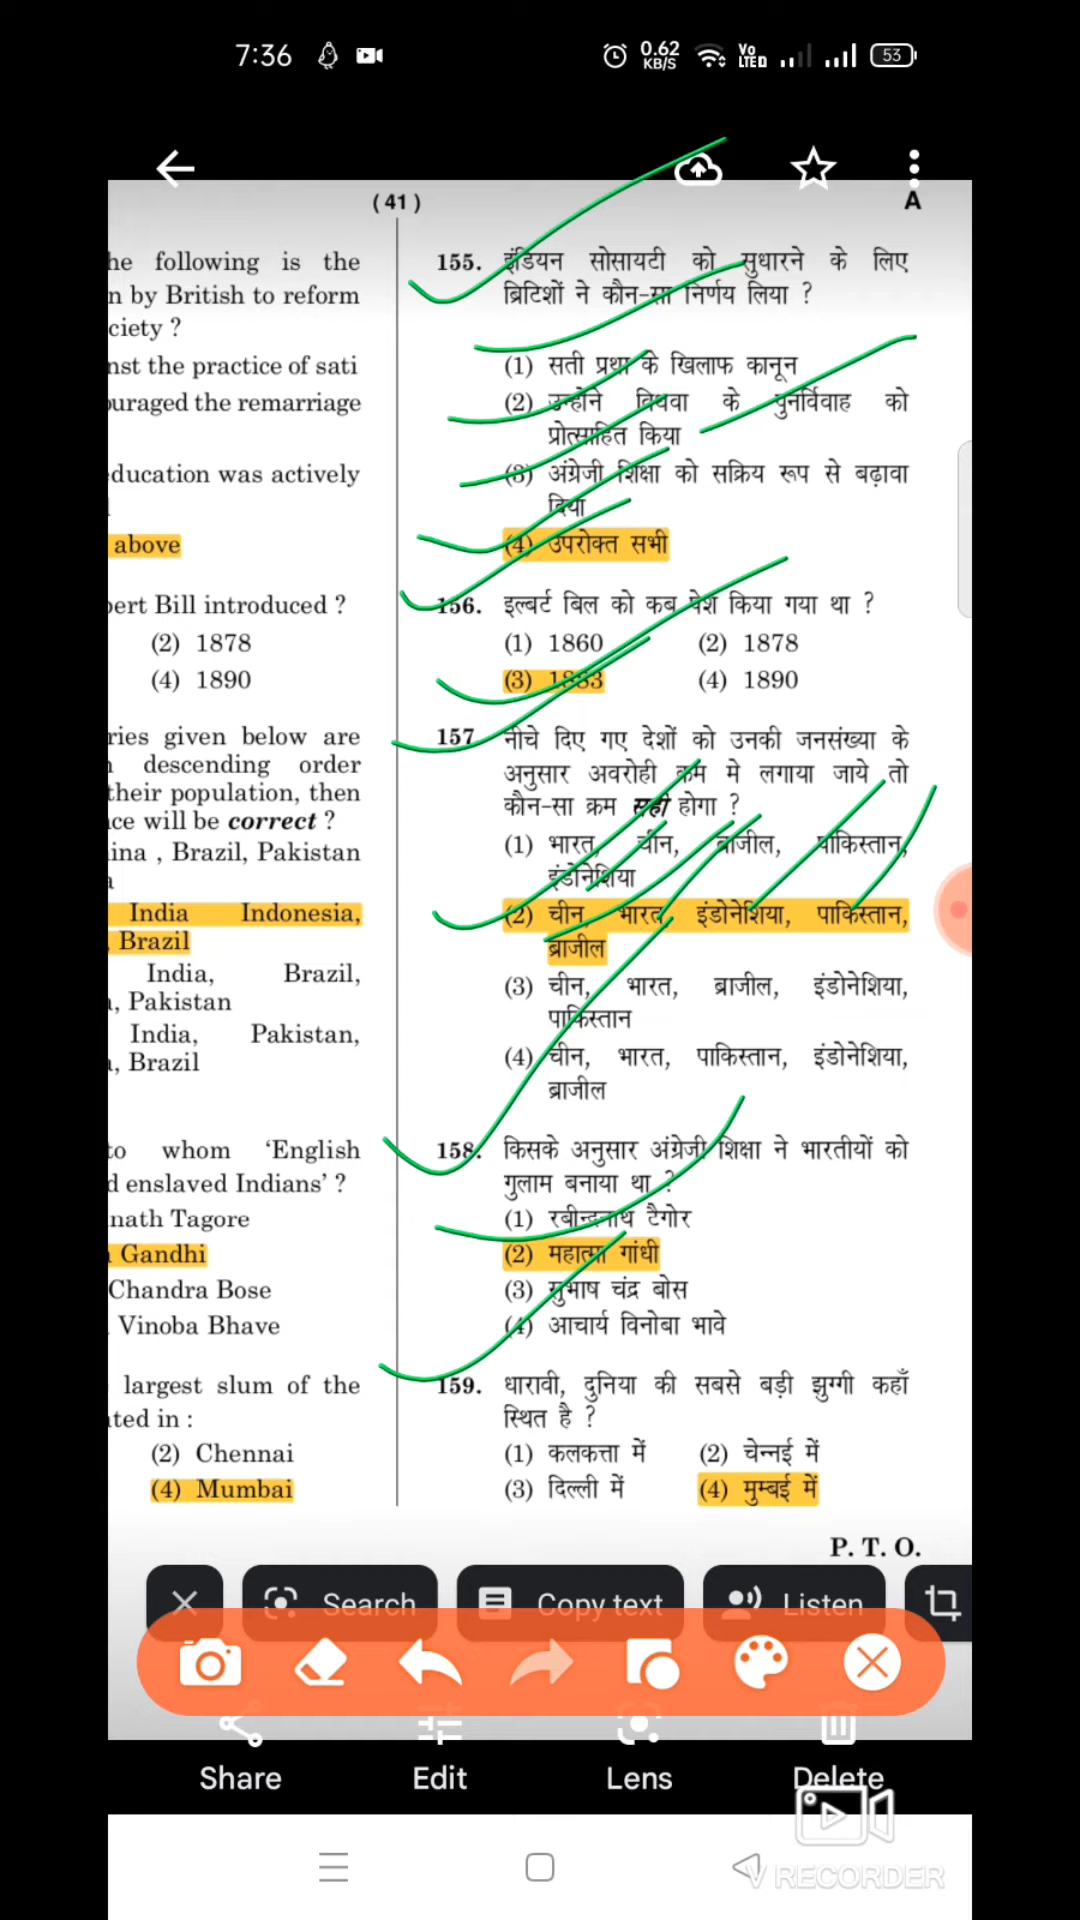 7:36
0.62 KB/S
Vo LTED
53
(41)
A
he following is the
n by British to reform
ciety ?
nst the practice of sati
ouraged the remarriage
education was actively
above
pert Bill introduced ?
(2) 1878
(4) 1890
ries given below are
descending order
their population, then
ce will be correct ?
ina , Brazil, Pakistan
India Indonesia,
, Brazil
India, Brazil,
, Pakistan
India, Pakistan,
, Brazil
to whom ‘English
d enslaved Indians’ ?
nath Tagore
Gandhi
Chandra Bose
Vinoba Bhave
largest slum of the
ted in :
(2) Chennai
(4) Mumbai
155. इंडियन सोसायटी को सुधारने के लिए
ब्रिटिशों ने कौन-सा निर्णय लिया ?
(1) सती प्रथा के खिलाफ कानून
(2) उन्होंने विधवा के पुनर्विवाह को
प्रोत्साहित किया
(3) अंग्रेजी शिक्षा को सक्रिय रूप से बढ़ावा
दिया
(4) उपरोक्त सभी
156. इल्बर्ट बिल को कब पेश किया गया था ?
(1) 1860 (2) 1878
(3) 1883 (4) 1890
157 नीचे दिए गए देशों को उनकी जनसंख्या के
अनुसार अवरोही क्रम मे लगाया जाये तो
कौन-सा क्रम सही होगा ?
(1) भारत, चीन, ब्राजील, पाकिस्तान,
इंडोनेशिया
(2) चीन, भारत, इंडोनेशिया, पाकिस्तान,
ब्राजील
(3) चीन, भारत, ब्राजील, इंडोनेशिया,
पाकिस्तान
(4) चीन, भारत, पाकिस्तान, इंडोनेशिया,
ब्राजील
158. किसके अनुसार अंग्रेजी शिक्षा ने भारतीयों को
गुलाम बनाया था ?
(1) रबीन्द्रनाथ टैगोर
(2) महात्मा गांधी
(3) सुभाष चंद्र बोस
(4) आचार्य विनोबा भावे
159. धारावी, दुनिया की सबसे बड़ी झुग्गी कहाँ
स्थित है ?
(1) कलकत्ता में (2) चेन्नई में
(3) दिल्ली में (4) मुम्बई में
P. T. O.
Search Copy text Listen
Share Edit Lens Delete
V RECORDER